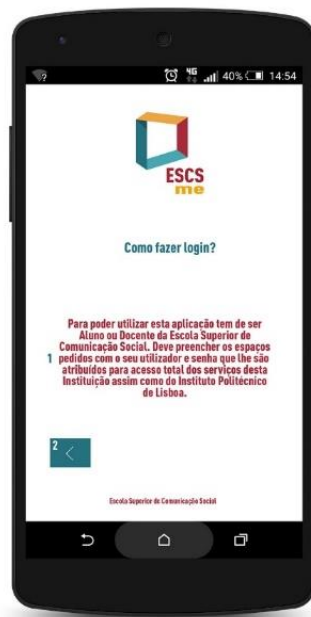 4G 40% 14:54
ESCS
me
Como fazer login?
Para poder utilizar esta aplicação tem de ser
Aluno ou Docente da Escola Superior de
Comunicação Social. Deve preencher os espaços
1 pedidos com o seu utilizador e senha que lhe são
atribuídos para acesso total dos serviços desta
Instituição assim como do Instituto Politécnico
de Lisboa.
2
Escola Superior de Comunicação Social